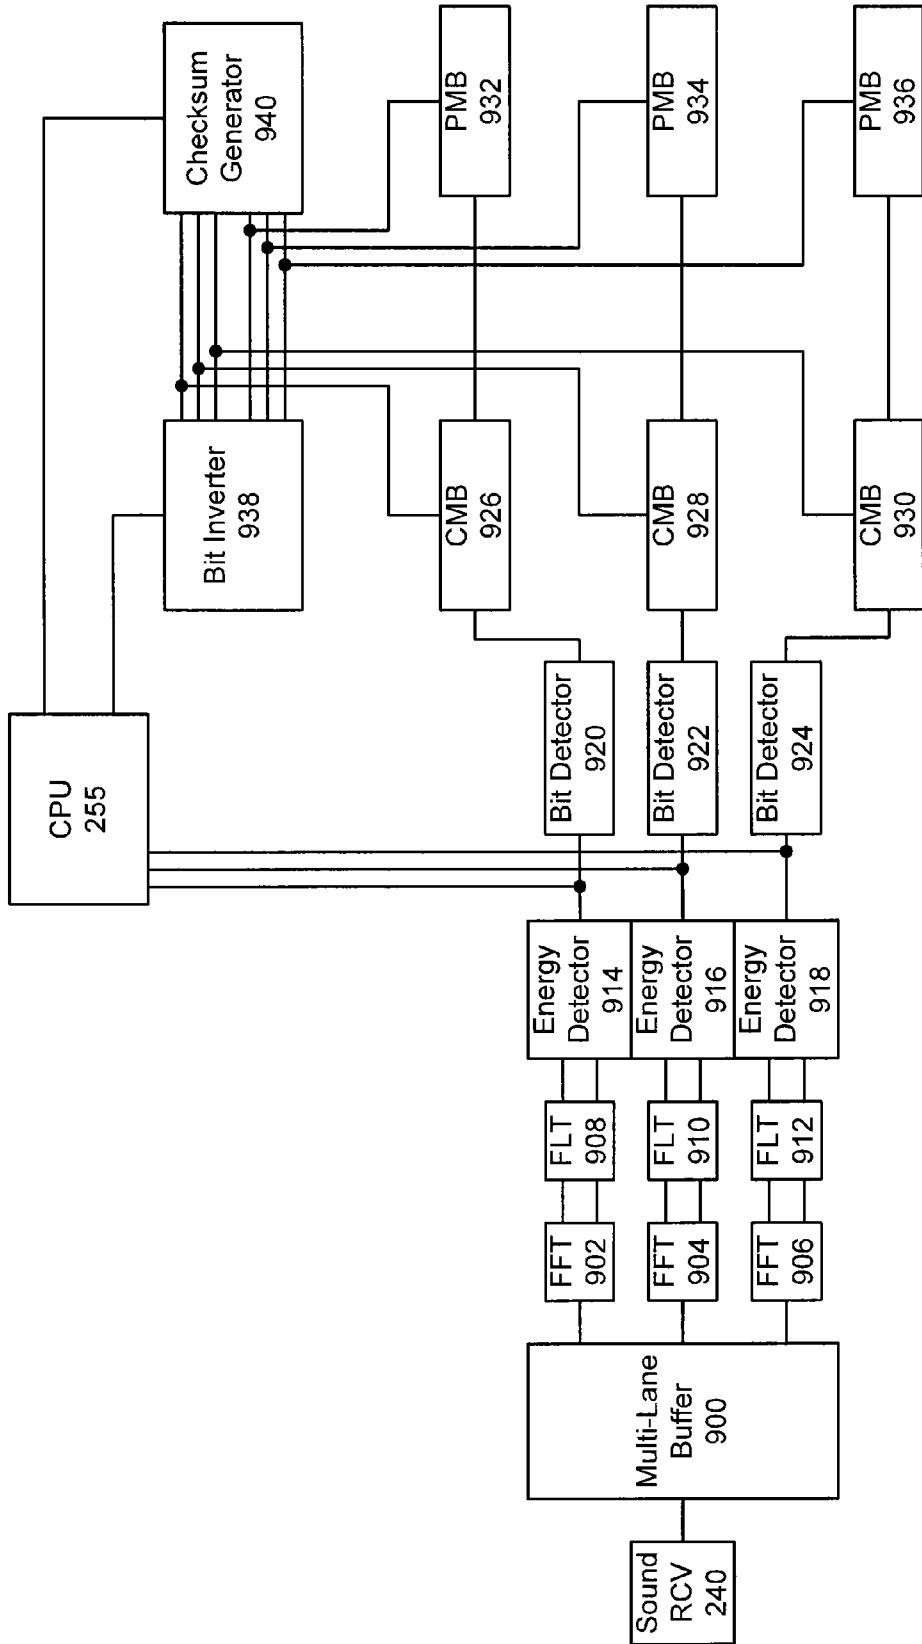 Sound
RCV
240
Multi-Lane
Buffer
900
FFT
902
FFT
904
FFT
906
FLT
908
FLT
910
FLT
912
Energy
Detector
914
Energy
Detector
916
Energy
Detector
918
CPU
255
Bit Detector
920
Bit Detector
922
Bit Detector
924
Bit Inverter
938
CMB
926
CMB
928
CMB
930
Checksum
Generator
940
PMB
932
PMB
934
PMB
936